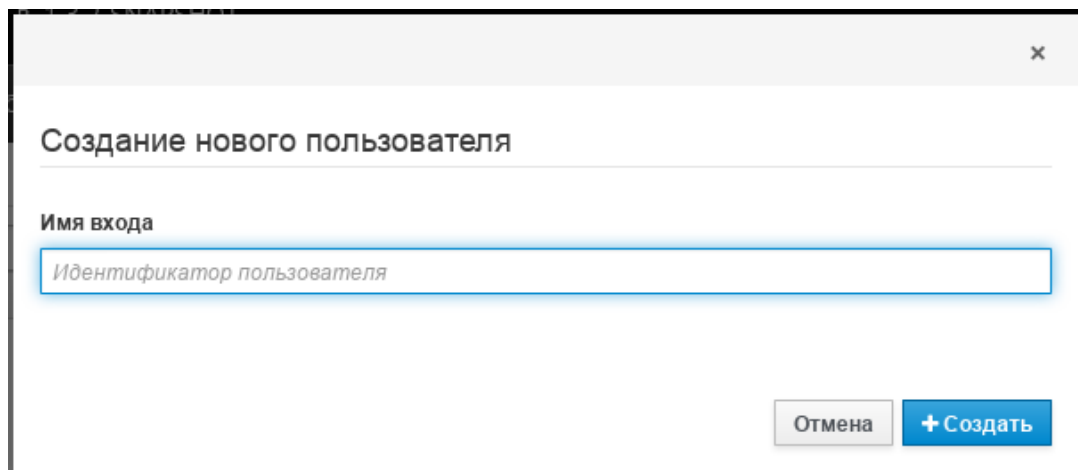 ×
Создание нового пользователя
Имя входа
Идентификатор пользователя
Отмена
+ Создать